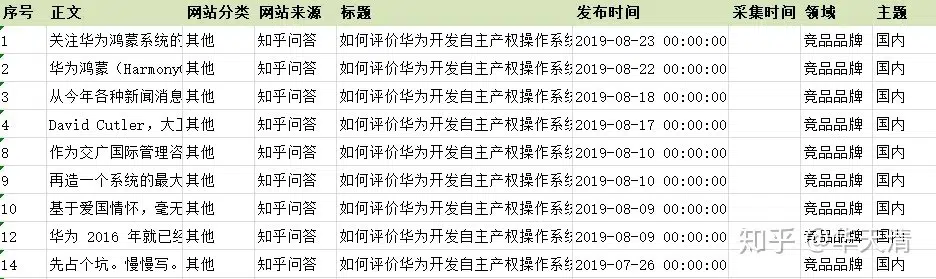 序号 正文 网站分类 网站来源 标题 发布时间 采集时间 领域 主题
1 关注华为鸿蒙系统的 其他 知乎问答 如何评价华为开发自主产权操作系统 2019-08-23 00:00:00 竞品品牌 国内
2 华为鸿蒙（Harmony 其他 知乎问答 如何评价华为开发自主产权操作系统 2019-08-22 00:00:00 竞品品牌 国内
3 从今年各种新闻消息 其他 知乎问答 如何评价华为开发自主产权操作系统 2019-08-18 00:00:00 竞品品牌 国内
4 David Cutler，大 其他 知乎问答 如何评价华为开发自主产权操作系统 2019-08-17 00:00:00 竞品品牌 国内
8 作为交广国际管理咨 其他 知乎问答 如何评价华为开发自主产权操作系统 2019-08-10 00:00:00 竞品品牌 国内
9 再造一个系统的最大 其他 知乎问答 如何评价华为开发自主产权操作系统 2019-08-10 00:00:00 竞品品牌 国内
10 基于爱国情怀，毫无 其他 知乎问答 如何评价华为开发自主产权操作系统 2019-08-09 00:00:00 竞品品牌 国内
12 华为 2016 年就已经 其他 知乎问答 如何评价华为开发自主产权操作系统 2019-08-09 00:00:00 竞品品牌 国内
14 先占个坑。慢慢写。 其他 知乎问答 如何评价华为开发自主产权操作系统 2019-07-26 00:00:00 竞品品牌 国内
知乎 @华天清